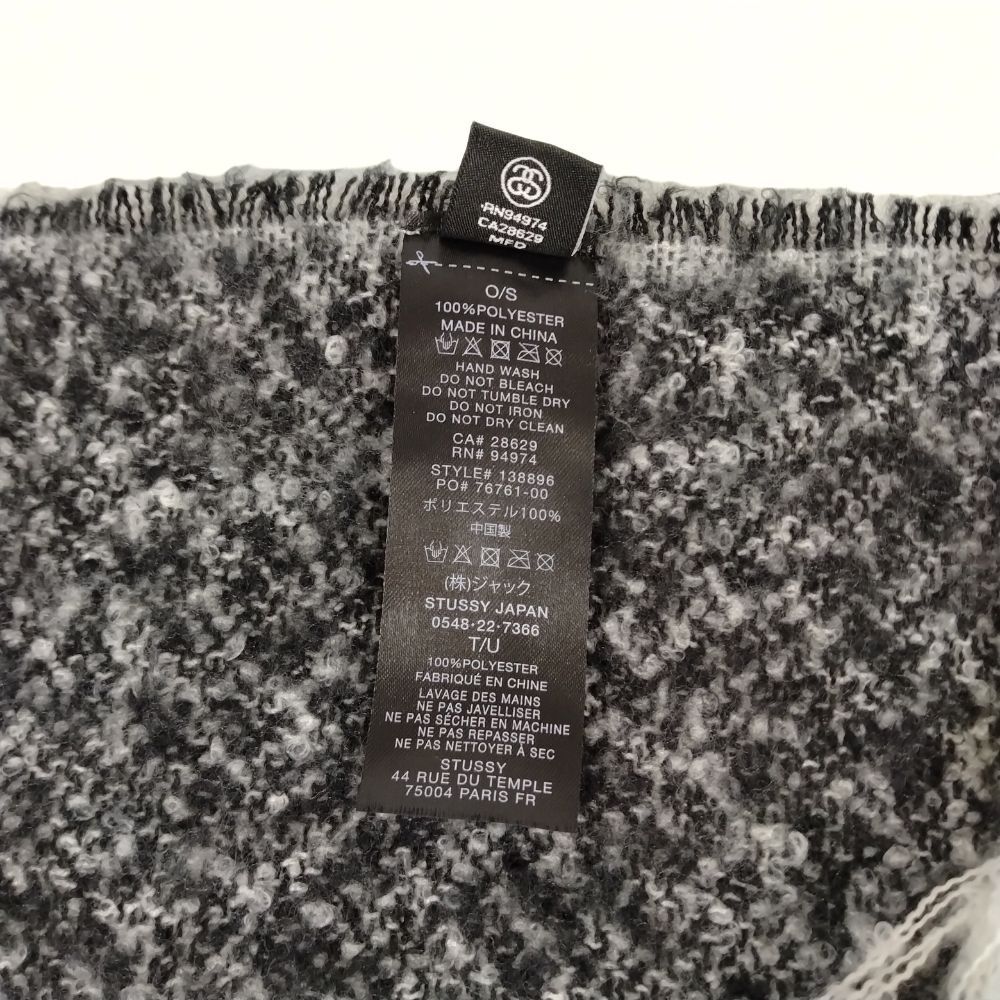 RN94974
CA28629
O/S
100%POLYESTER
MADE IN CHINA
HAND WASH
DO NOT BLEACH
DO NOT TUMBLE DRY
DO NOT IRON
DO NOT DRY CLEAN
CA# 28629
RN# 94974
STYLE# 138896
PO# 76761-00
ポリエステル100%
中国製
(株)ジャック
STUSSY JAPAN
0548·22·7366
T/U
100%POLYESTER
FABRIQUÉ EN CHINE
LAVAGE DES MAINS
NE PAS JAVELLISER
NE PAS SÉCHER EN MACHINE
NE PAS REPASSER
NE PAS NETTOYER À SEC
STUSSY
44 RUE DU TEMPLE
75004 PARIS FR